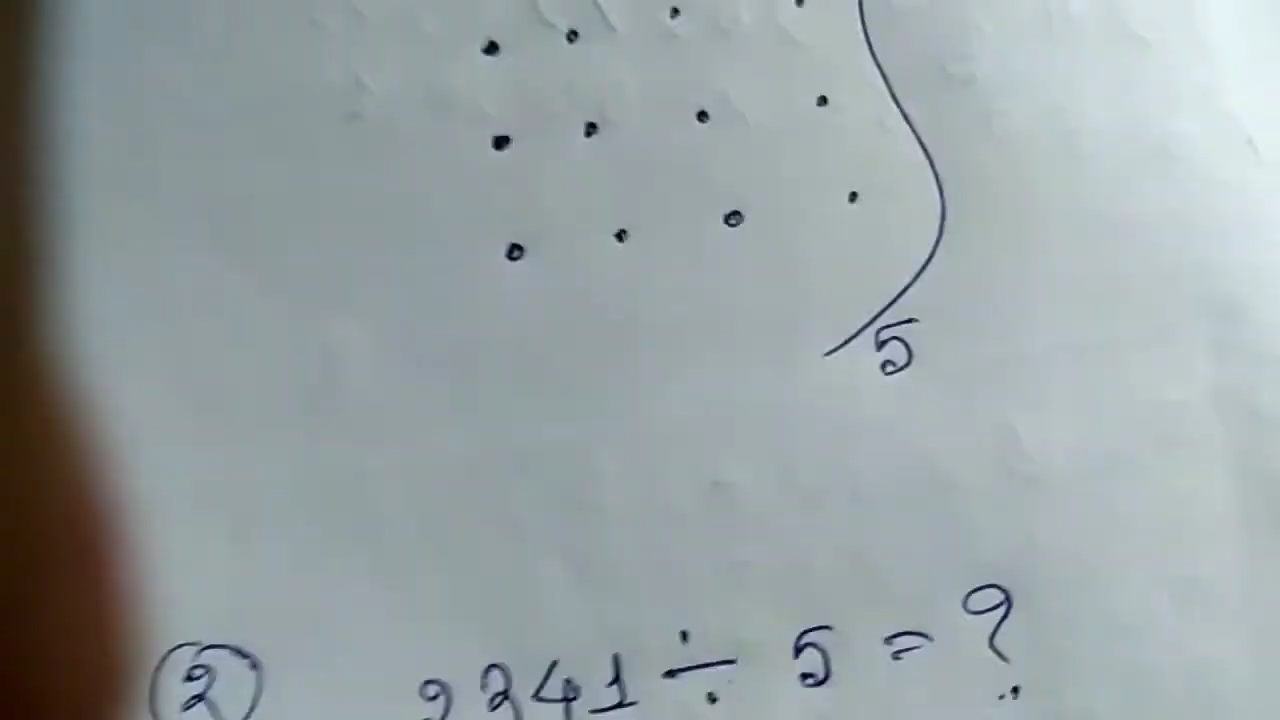 5
② 2241 ÷ 5 = ?